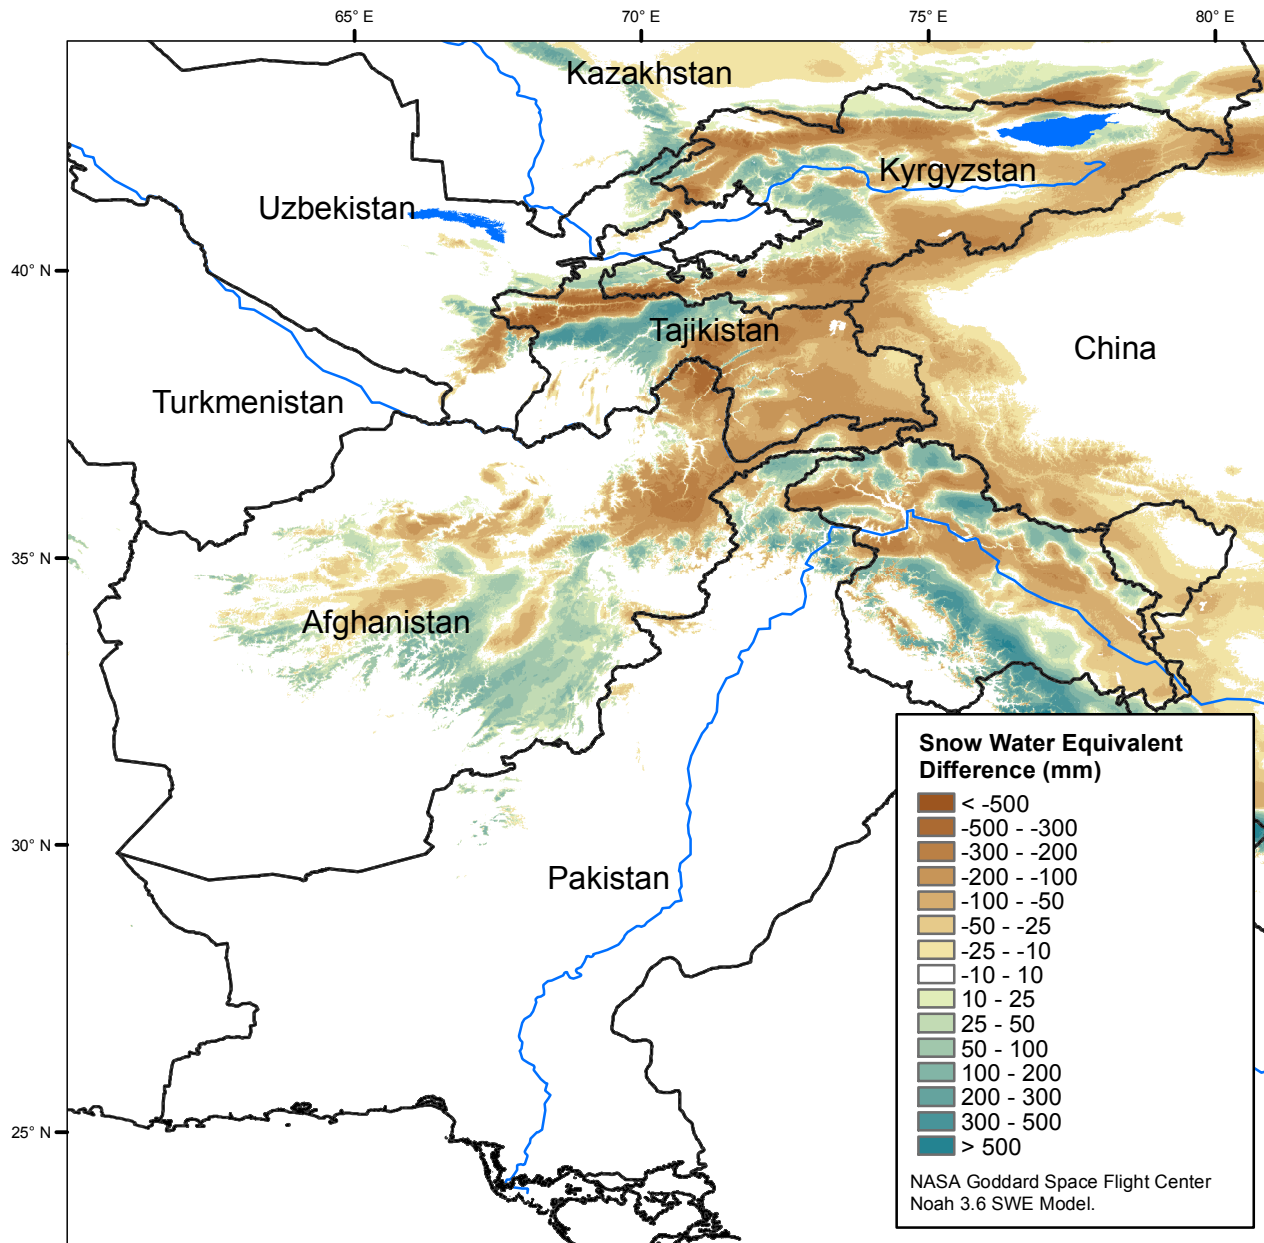 65° E
70° E
75° E
80° E
Kazakhstan
Kyrgyzstan
Uzbekistan
40° N
Tajikistan
China
Turkmenistan
35° N
Afghanistan
30° N
Pakistan
25° N
Snow Water Equivalent
Difference (mm)
< -500
-500 - -300
-300 - -200
-200 - -100
-100 - -50
-50 - -25
-25 - -10
-10 - 10
10 - 25
25 - 50
50 - 100
100 - 200
200 - 300
300 - 500
> 500
NASA Goddard Space Flight Center
Noah 3.6 SWE Model.